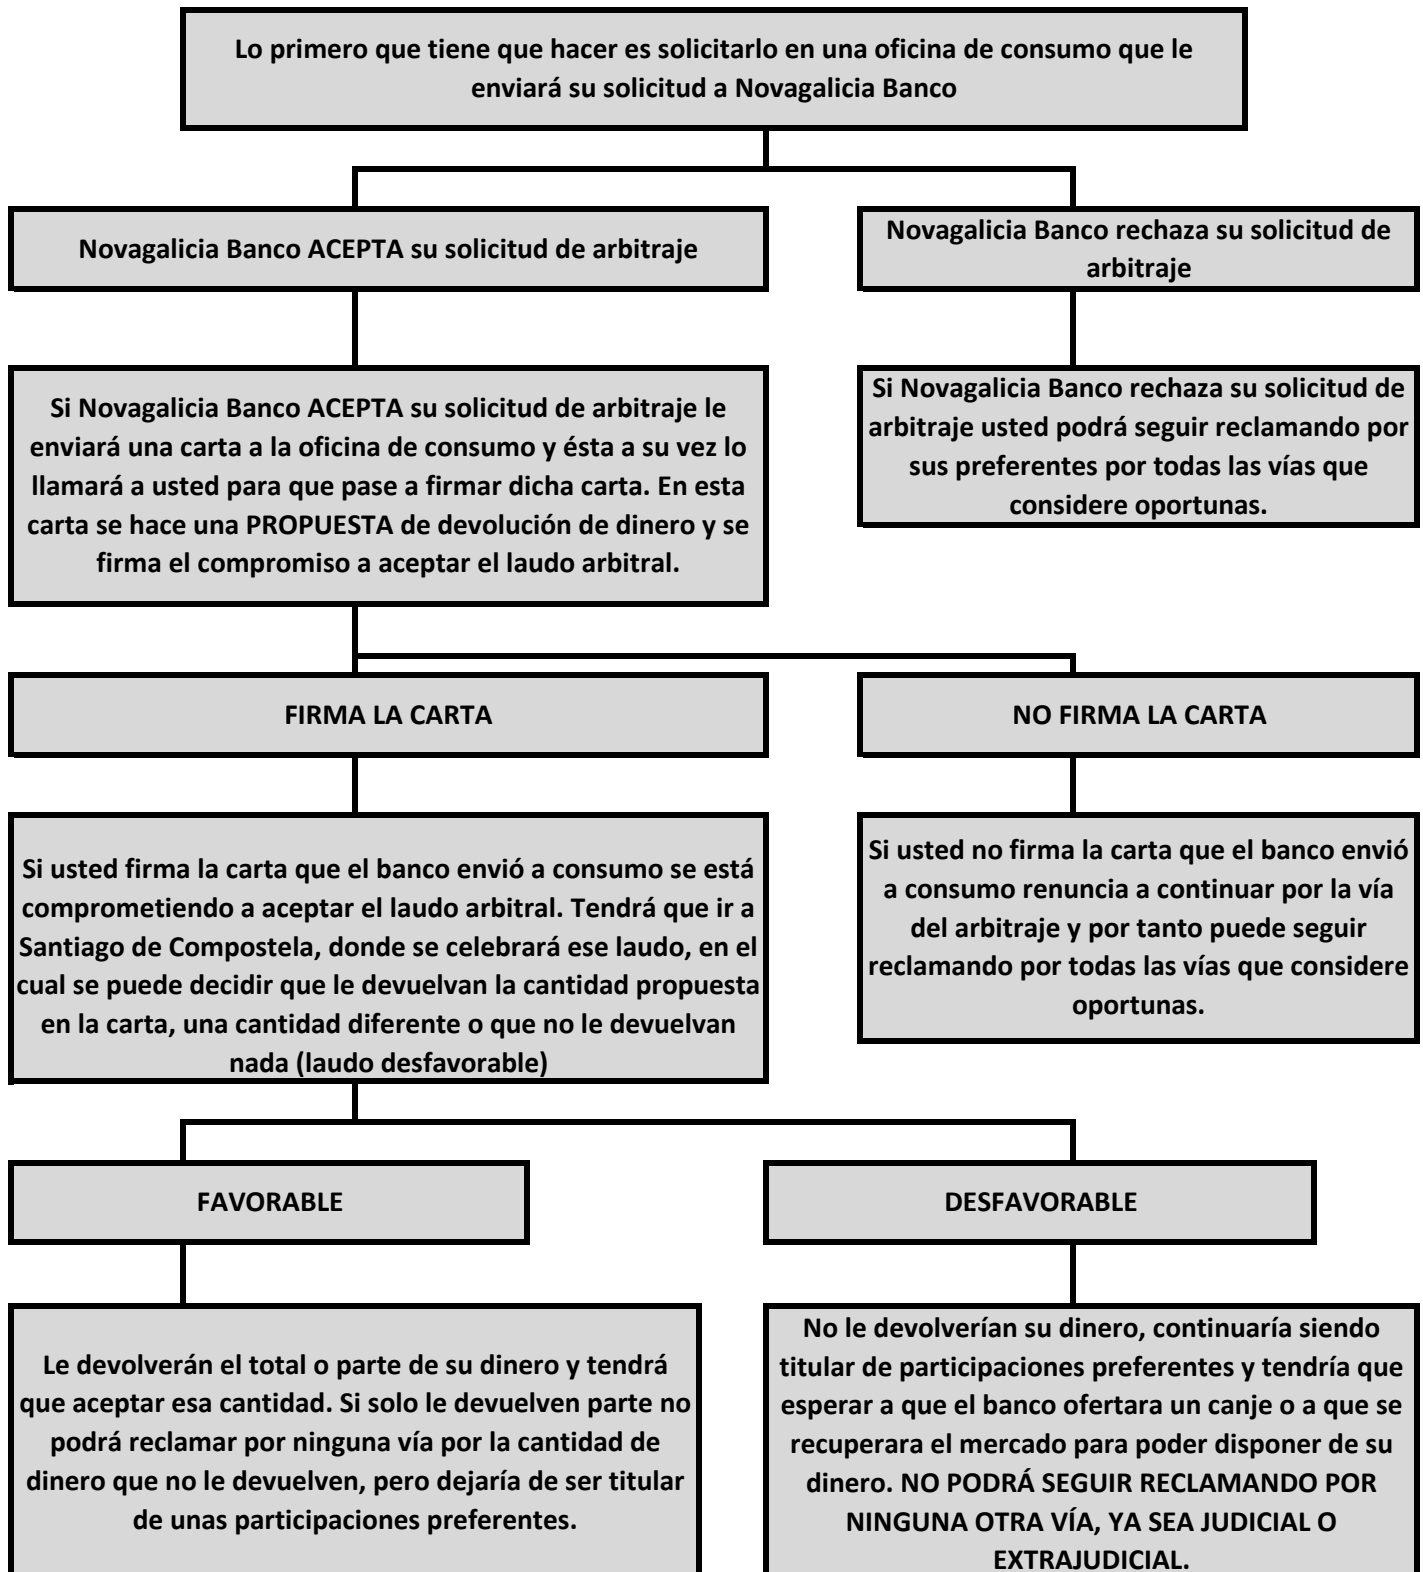 Lo primero que tiene que hacer es solicitarlo en una oficina de consumo que le
enviará su solicitud a Novagalicia Banco
Novagalicia Banco ACEPTA su solicitud de arbitraje
Novagalicia Banco rechaza su solicitud de
arbitraje
Si Novagalicia Banco ACEPTA su solicitud de arbitraje le
enviará una carta a la oficina de consumo y ésta a su vez lo
llamará a usted para que pase a firmar dicha carta. En esta
carta se hace una PROPUESTA de devolución de dinero y se
firma el compromiso a aceptar el laudo arbitral.
Si Novagalicia Banco rechaza su solicitud de
arbitraje usted podrá seguir reclamando por
sus preferentes por todas las vías que
considere oportunas.
FIRMA LA CARTA
NO FIRMA LA CARTA
Si usted firma la carta que el banco envió a consumo se está
comprometiendo a aceptar el laudo arbitral. Tendrá que ir a
Santiago de Compostela, donde se celebrará ese laudo, en el
cual se puede decidir que le devuelvan la cantidad propuesta
en la carta, una cantidad diferente o que no le devuelvan
nada (laudo desfavorable)
Si usted no firma la carta que el banco envió
a consumo renuncia a continuar por la vía
del arbitraje y por tanto puede seguir
reclamando por todas las vías que considere
oportunas.
FAVORABLE
DESFAVORABLE
Le devolverán el total o parte de su dinero y tendrá
que aceptar esa cantidad. Si solo le devuelven parte no
podrá reclamar por ninguna vía por la cantidad de
dinero que no le devuelven, pero dejaría de ser titular
de unas participaciones preferentes.
No le devolverían su dinero, continuaría siendo
titular de participaciones preferentes y tendría que
esperar a que el banco ofertara un canje o a que se
recuperara el mercado para poder disponer de su
dinero. NO PODRÁ SEGUIR RECLAMANDO POR
NINGUNA OTRA VÍA, YA SEA JUDICIAL O
EXTRAJUDICIAL.